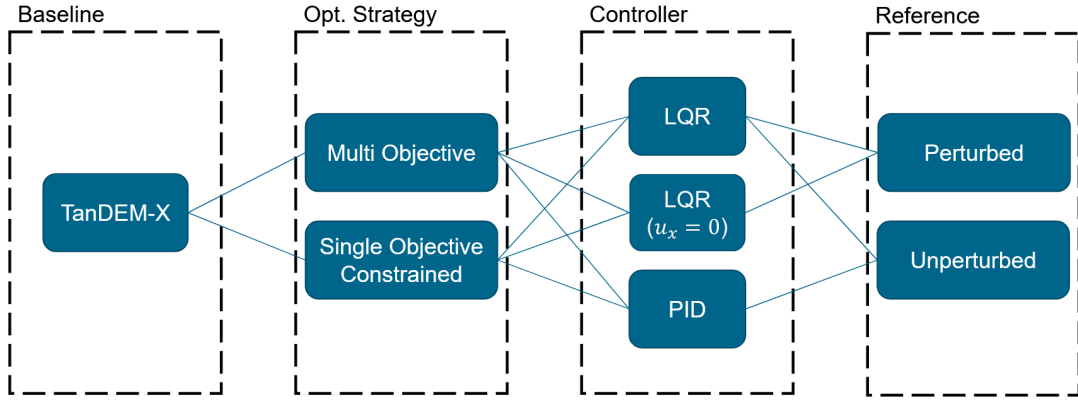 Baseline
Opt. Strategy
Controller
Reference
TanDEM-X
Multi Objective
Single Objective
Constrained
LQR
LQR
(u_x = 0)
PID
Perturbed
Unperturbed